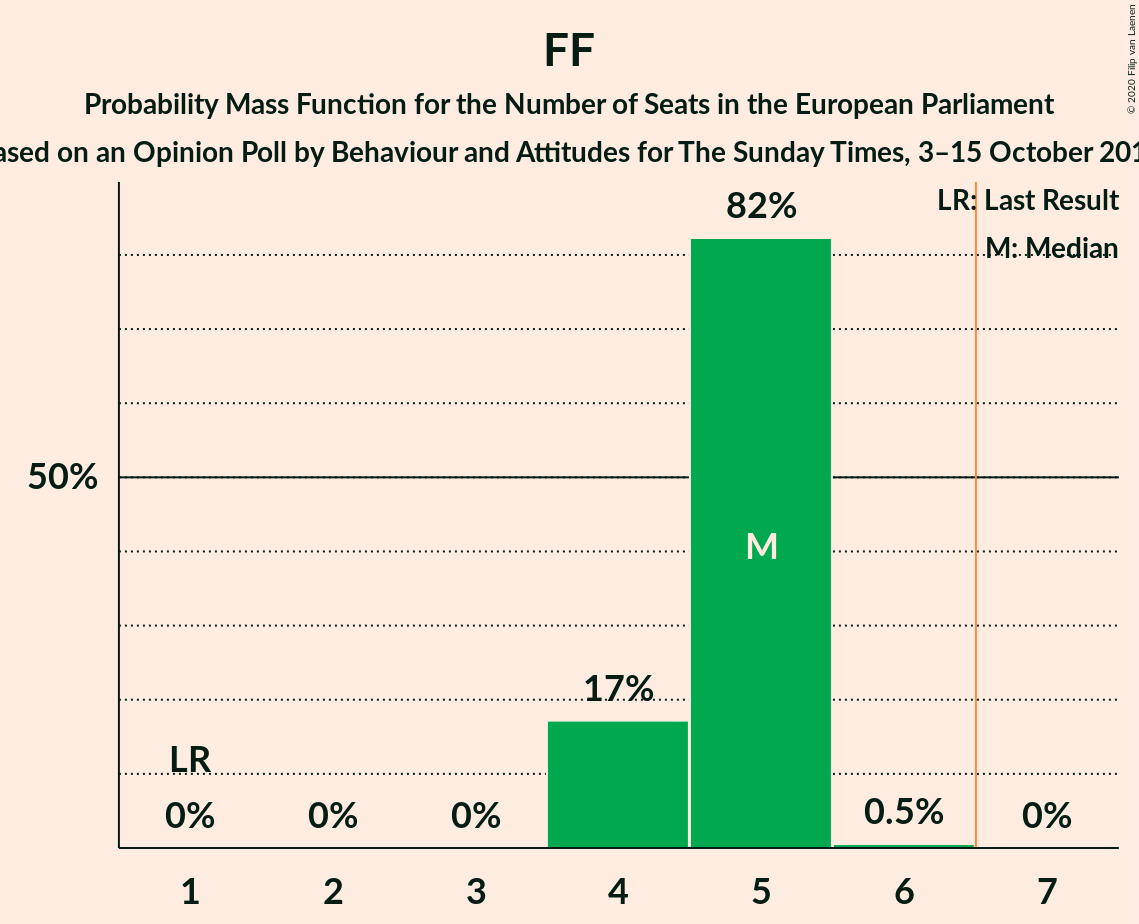 FF
Probability Mass Function for the Number of Seats in the European Parliament
ased on an Opinion Poll by Behaviour and Attitudes for The Sunday Times, 3–15 October 201
© 2020 Filip van Laenen
LR: Last Result
M: Median
82%
50%
M
17%
LR
0% 0% 0% 0.5% 0%
1 2 3 4 5 6 7